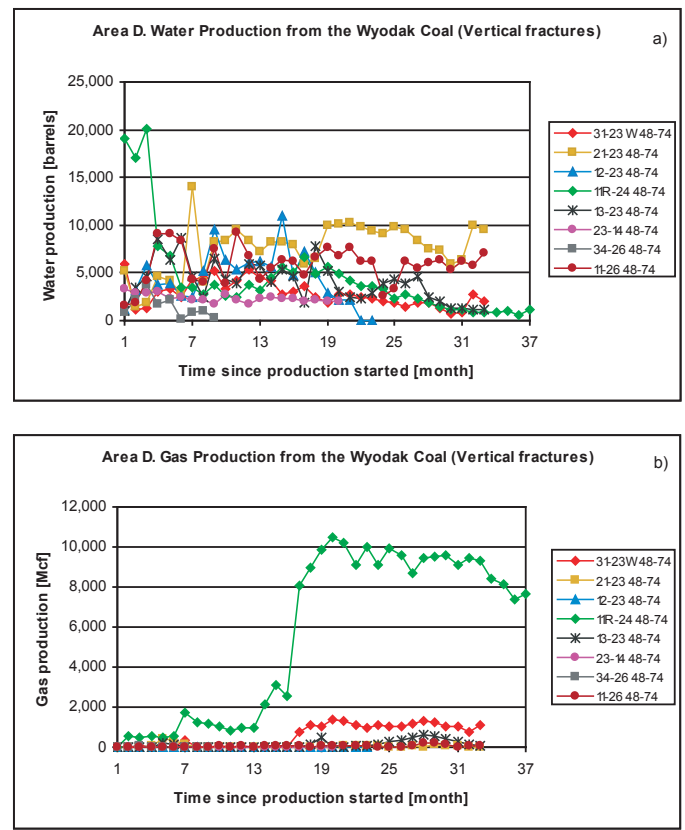 Area D. Water Production from the Wyodak Coal (Vertical fractures)
a)
Water production [barrels]
25,000
20,000
15,000
10,000
5,000
0
1 7 13 19 25 31 37
Time since production started [month]
31-23 W 48-74
21-23 48-74
12-23 48-74
11R-24 48-74
13-23 48-74
23-14 48-74
34-26 48-74
11-26 48-74
Area D. Gas Production from the Wyodak Coal (Vertical fractures)
b)
Gas production [Mcf]
12,000
10,000
8,000
6,000
4,000
2,000
0
1 7 13 19 25 31 37
Time since production started [month]
31-23W 48-74
21-23 48-74
12-23 48-74
11R-24 48-74
13-23 48-74
23-14 48-74
34-26 48-74
11-26 48-74